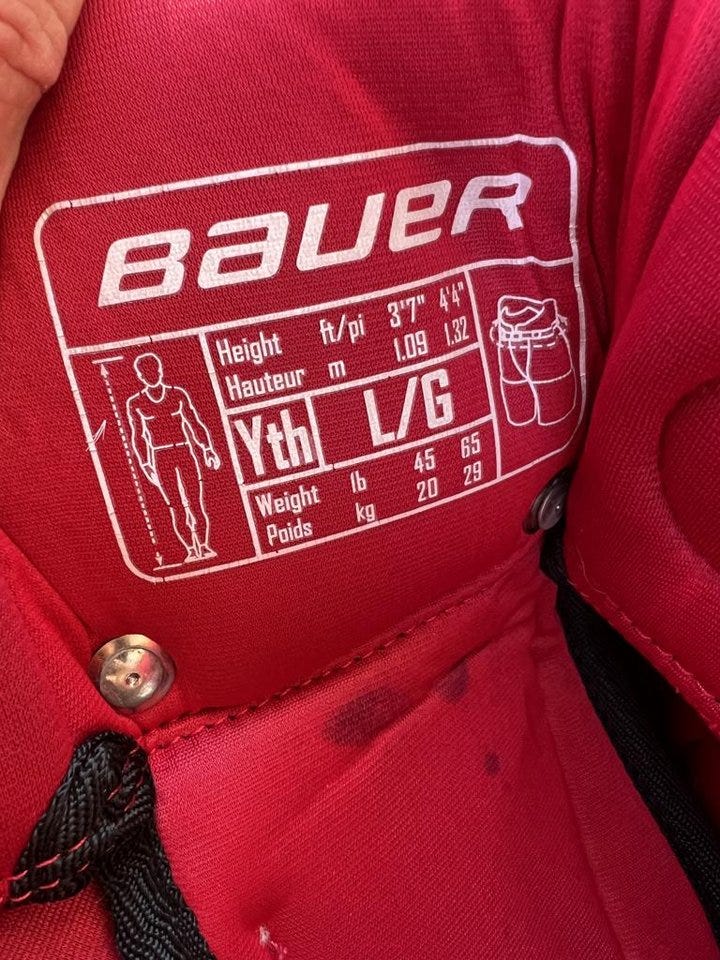 BAUER
Height ft/pi 3'7" 4'4"
Hauteur m 1.09 1.32
Yth L/G
Weight lb 45 65
Poids kg 20 29